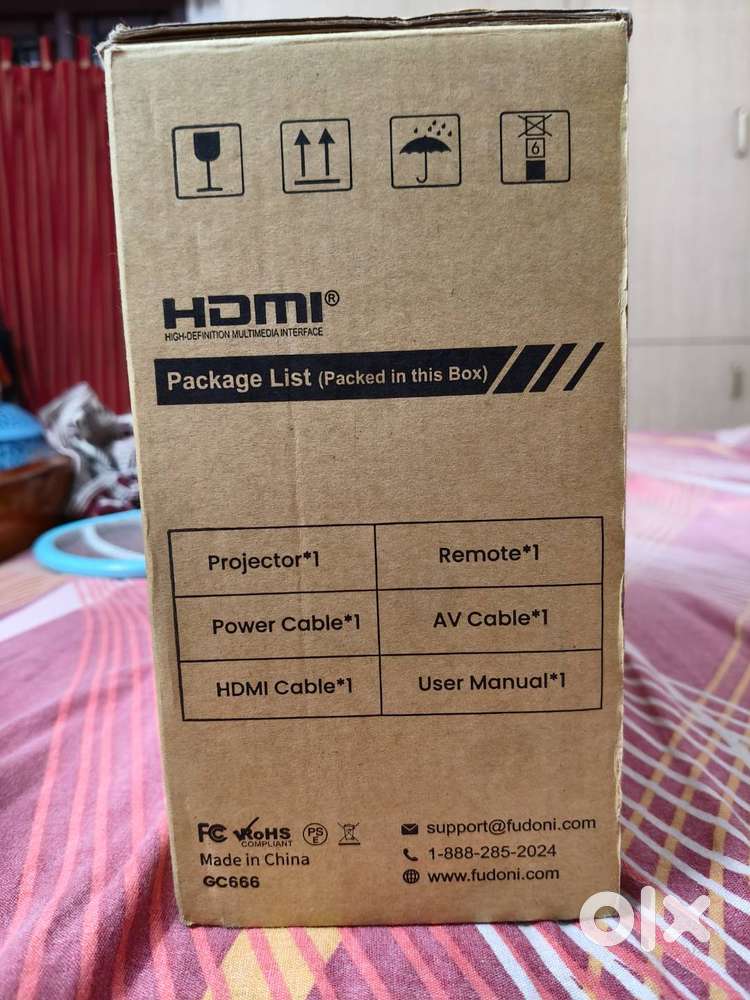 6
HDMI®
HIGH-DEFINITION MULTIMEDIA INTERFACE
Package List (Packed in this Box)
Projector*1
Remote*1
Power Cable*1
AV Cable*1
HDMI Cable*1
User Manual*1
FC RoHS
COMPLIANT
PS
E
Made in China
GC666
support@fudoni.com
1-888-285-2024
www.fudoni.com
olx